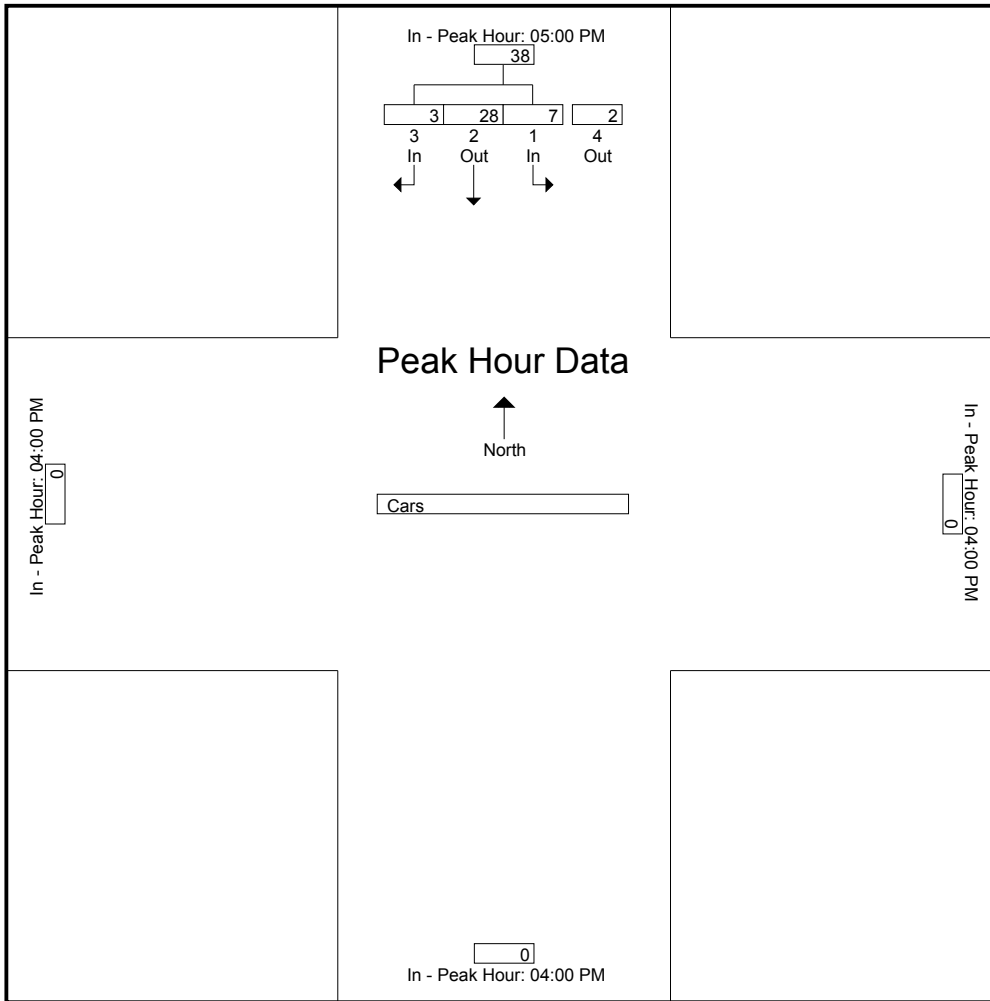 In - Peak Hour: 05:00 PM
38
3 28 7 2
3 2 1 4
In Out In Out
Peak Hour Data
North
Cars
In - Peak Hour: 04:00 PM
0
In - Peak Hour: 04:00 PM
0
0
In - Peak Hour: 04:00 PM